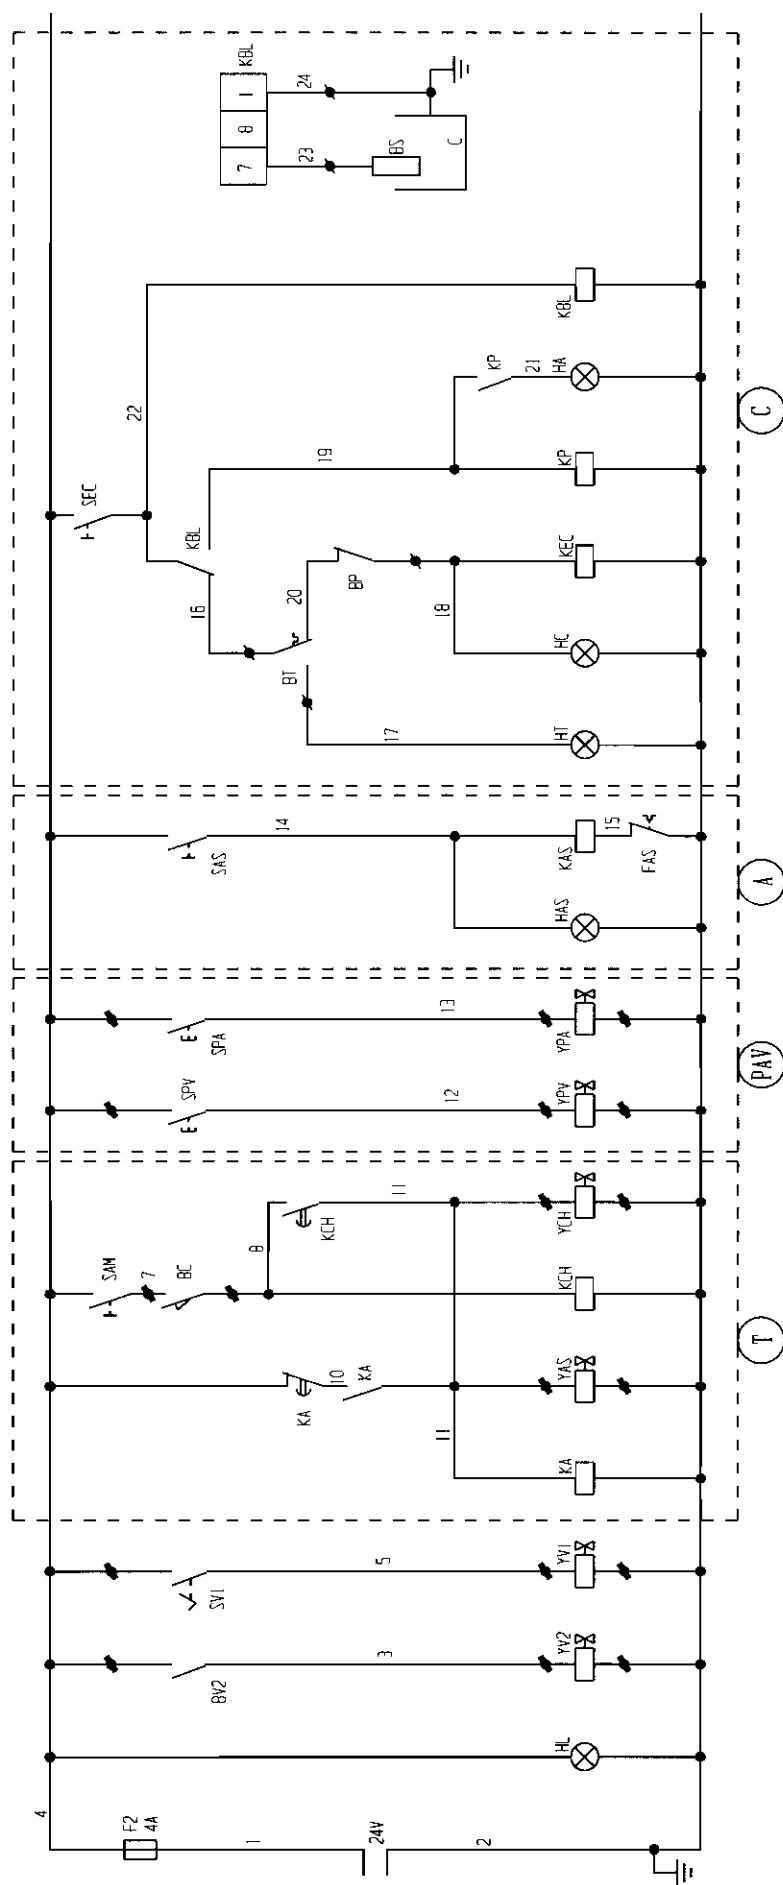 4
F2
4A
1
24V
2
HL
BV2
3
YV2
SV1
5
YV1
KA
10
KA
11
KA
YAS
SAM
7
BC
8
KCH
11
KCH
YCH
T
SPV
12
YPV
SPA
13
YPA
PAV
SAS
14
HAS
KAS
15
FAS
A
SEC
22
KBL
16
BT
20
17
BP
18
19
HT
HC
KEC
KP
KP
21
HA
KBL
C
7
8
1
KBL
23
24
BS
C